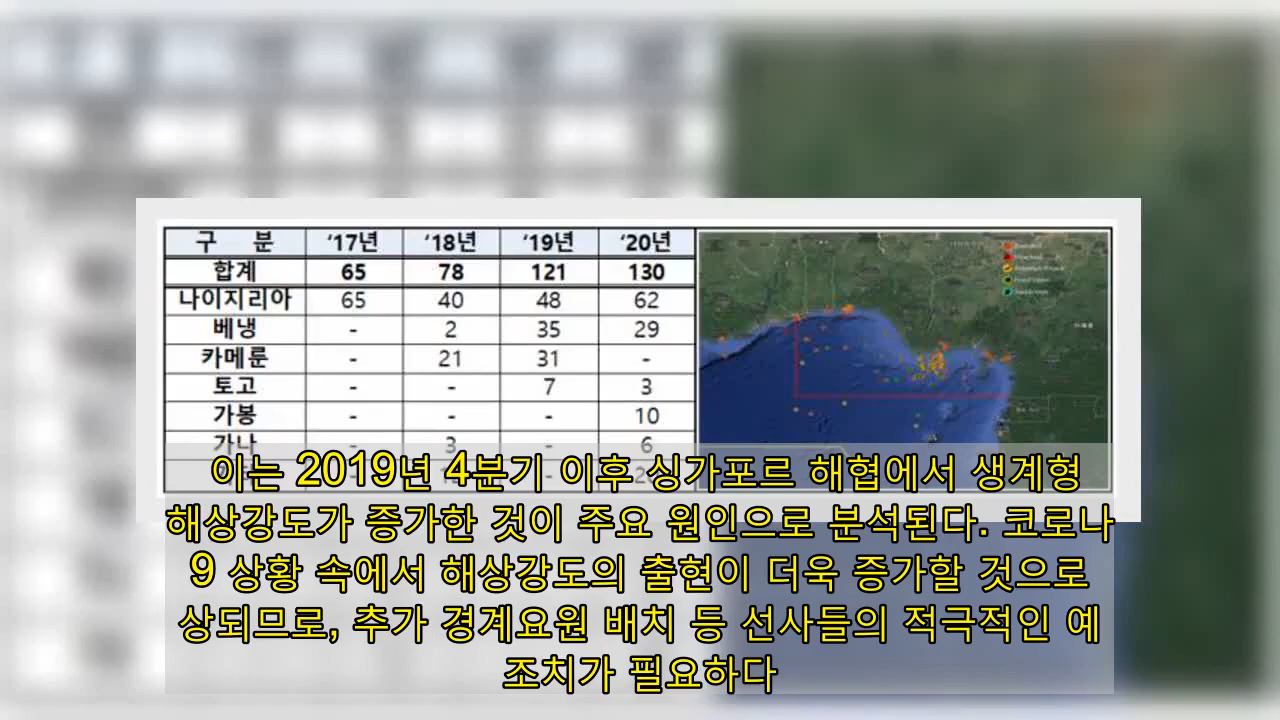 구 분 ‘17년 ‘18년 ‘19년 ‘20년
합계 65 78 121 130
나이지리아 65 40 48 62
베냉 - 2 35 29
카메룬 - 21 31 -
토고 - - 7 3
가봉 - - - 10
가나 - 3 - 6
이는 2019년 4분기 이후 싱가포르 해협에서 생계형
해상강도가 증가한 것이 주요 원인으로 분석된다. 코로나
9 상황 속에서 해상강도의 출현이 더욱 증가할 것으로
상되므로, 추가 경계요원 배치 등 선사들의 적극적인 예
조치가 필요하다